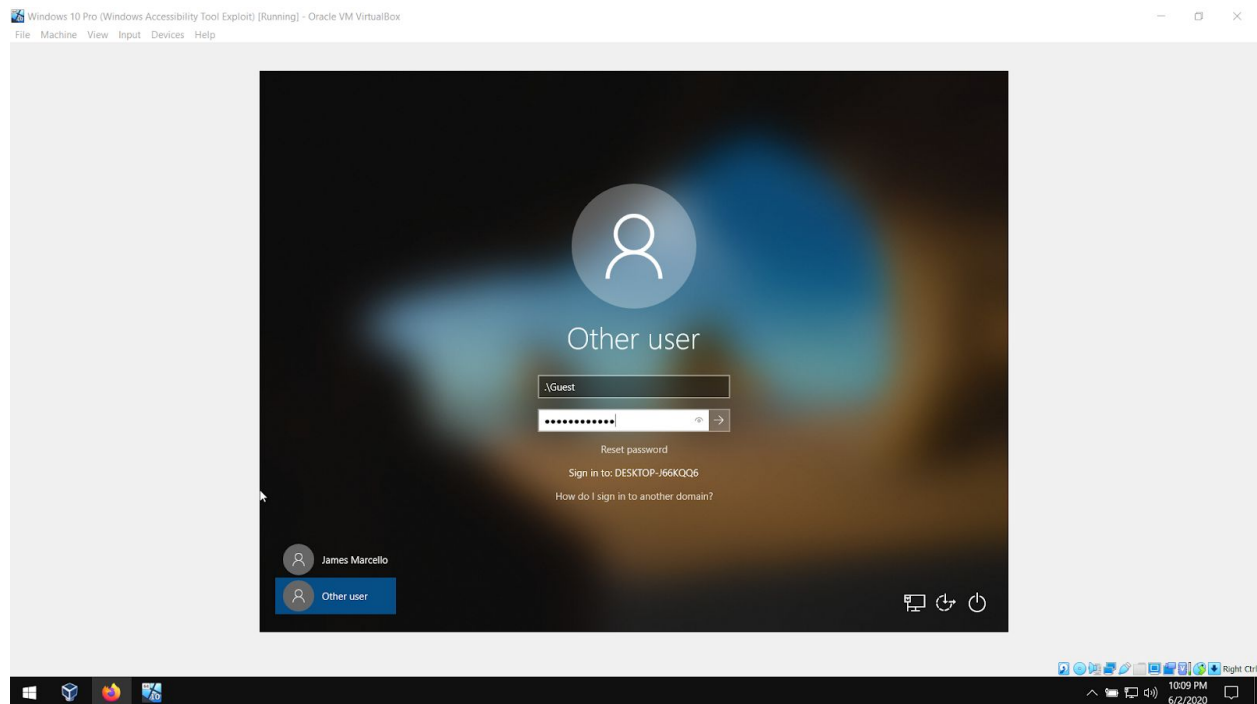 Windows 10 Pro (Windows Accessibility Tool Exploit) [Running] - Oracle VM VirtualBox
File Machine View Input Devices Help
Other user
.\Guest
••••••••••••
Reset password
Sign in to: DESKTOP-J66KQQ6
How do I sign in to another domain?
James Marcello
Other user
Right Ctrl
10:09 PM
6/2/2020